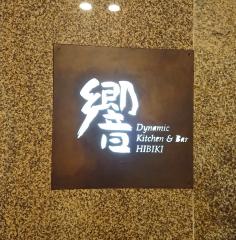 響
Dynamic
Kitchen & Bar
HIBIKI